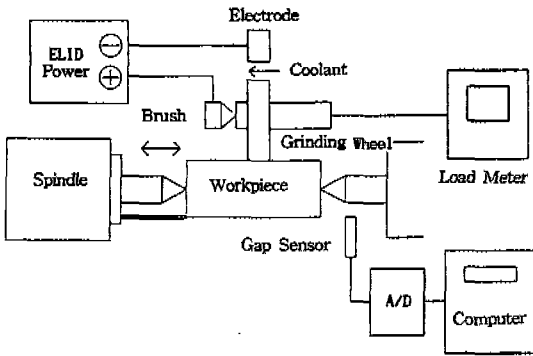 Electrode
ELID
Power
⊖
⊕
← Coolant
Brush
Grinding Wheel
Load Meter
Spindle
Workpiece
Gap Sensor
A/D
Computer